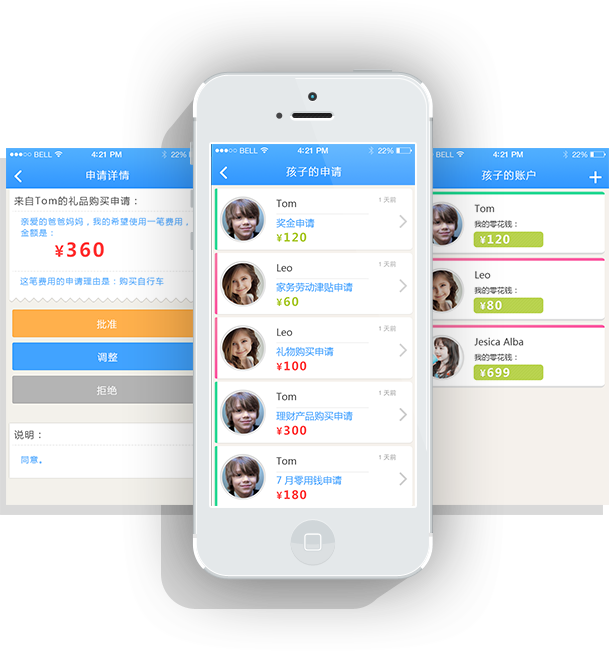 ●●●○○ BELL 4:21 PM 22%
申请详情
来自Tom的礼品购买申请：
亲爱的爸爸妈妈，我的希望使用一笔费用，
金额是：
¥360
这笔费用的申请理由是：购买自行车
批准
调整
拒绝
说明：
同意。
●●●○○ BELL 4:21 PM 22%
孩子的申请
Tom
1 天前
奖金申请
¥120
Leo
1 天前
家务劳动津贴申请
¥60
Leo
1 天前
礼物购买申请
¥100
Tom
1 天前
理财产品购买申请
¥300
Tom
1 天前
7 月零用钱申请
¥180
BELL 4:21 PM 22%
孩子的账户
Tom
我的零花钱：
¥120
Leo
我的零花钱：
¥80
Jesica Alba
我的零花钱：
¥699